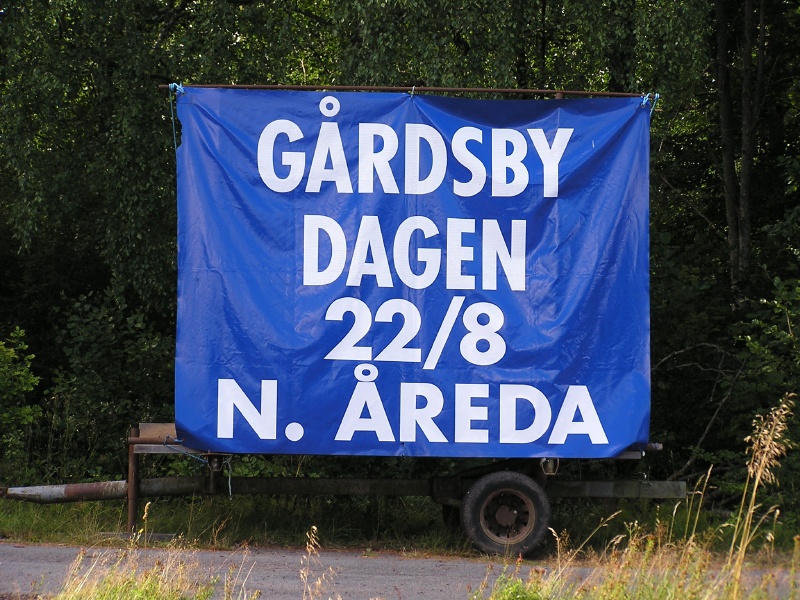 GÅRDSBY
DAGEN
22/8
N. ÅREDA